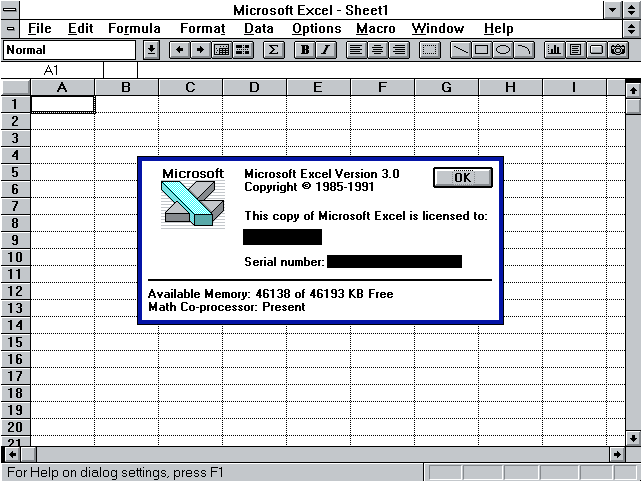 Microsoft Excel - Sheet1
File Edit Formula Format Data Options Macro Window Help
Normal Σ B I
A1
A B C D E F G H I
1
2
3
4
Microsoft
Microsoft Excel Version 3.0
OK
5
Copyright © 1985-1991
6
7
This copy of Microsoft Excel is licensed to:
8
9
Serial number:
10
11
Available Memory: 46138 of 46193 KB Free
12
Math Co-processor: Present
13
14
15
16
17
18
19
20
21
For Help on dialog settings, press F1